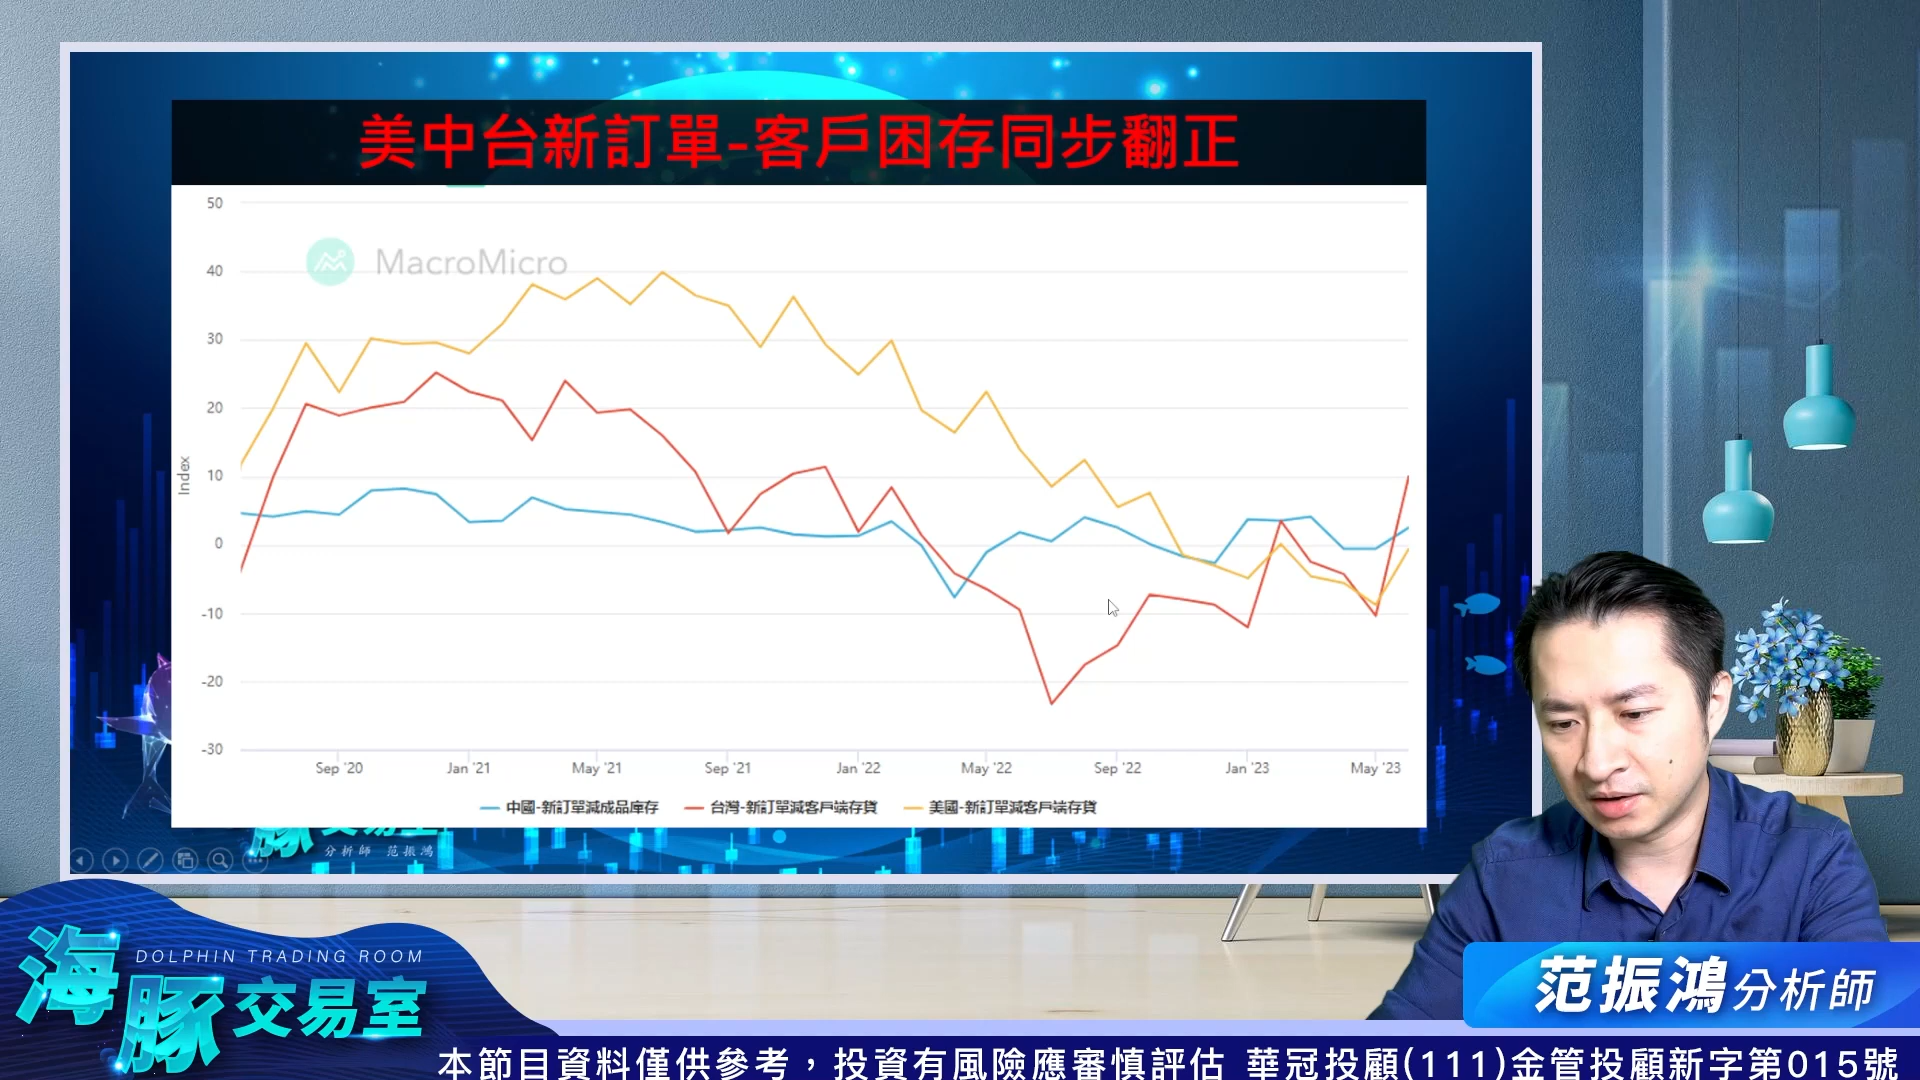 美中台新訂單-客戶困存同步翻正
50
MacroMicro
40
30
20
10
Index
0
-10
-20
-30
Sep '20 Jan '21 May '21 Sep '21 Jan '22 May '22 Sep '22 Jan '23 May '23
中國-新訂單減成品庫存 台灣-新訂單減客戶端存貨 美國-新訂單減客戶端存貨
分析師 范振鴻
DOLPHIN TRADING ROOM
海豚交易室
范振鴻分析師
本節目資料僅供參考，投資有風險應審慎評估 華冠投顧(111)金管投顧新字第015號